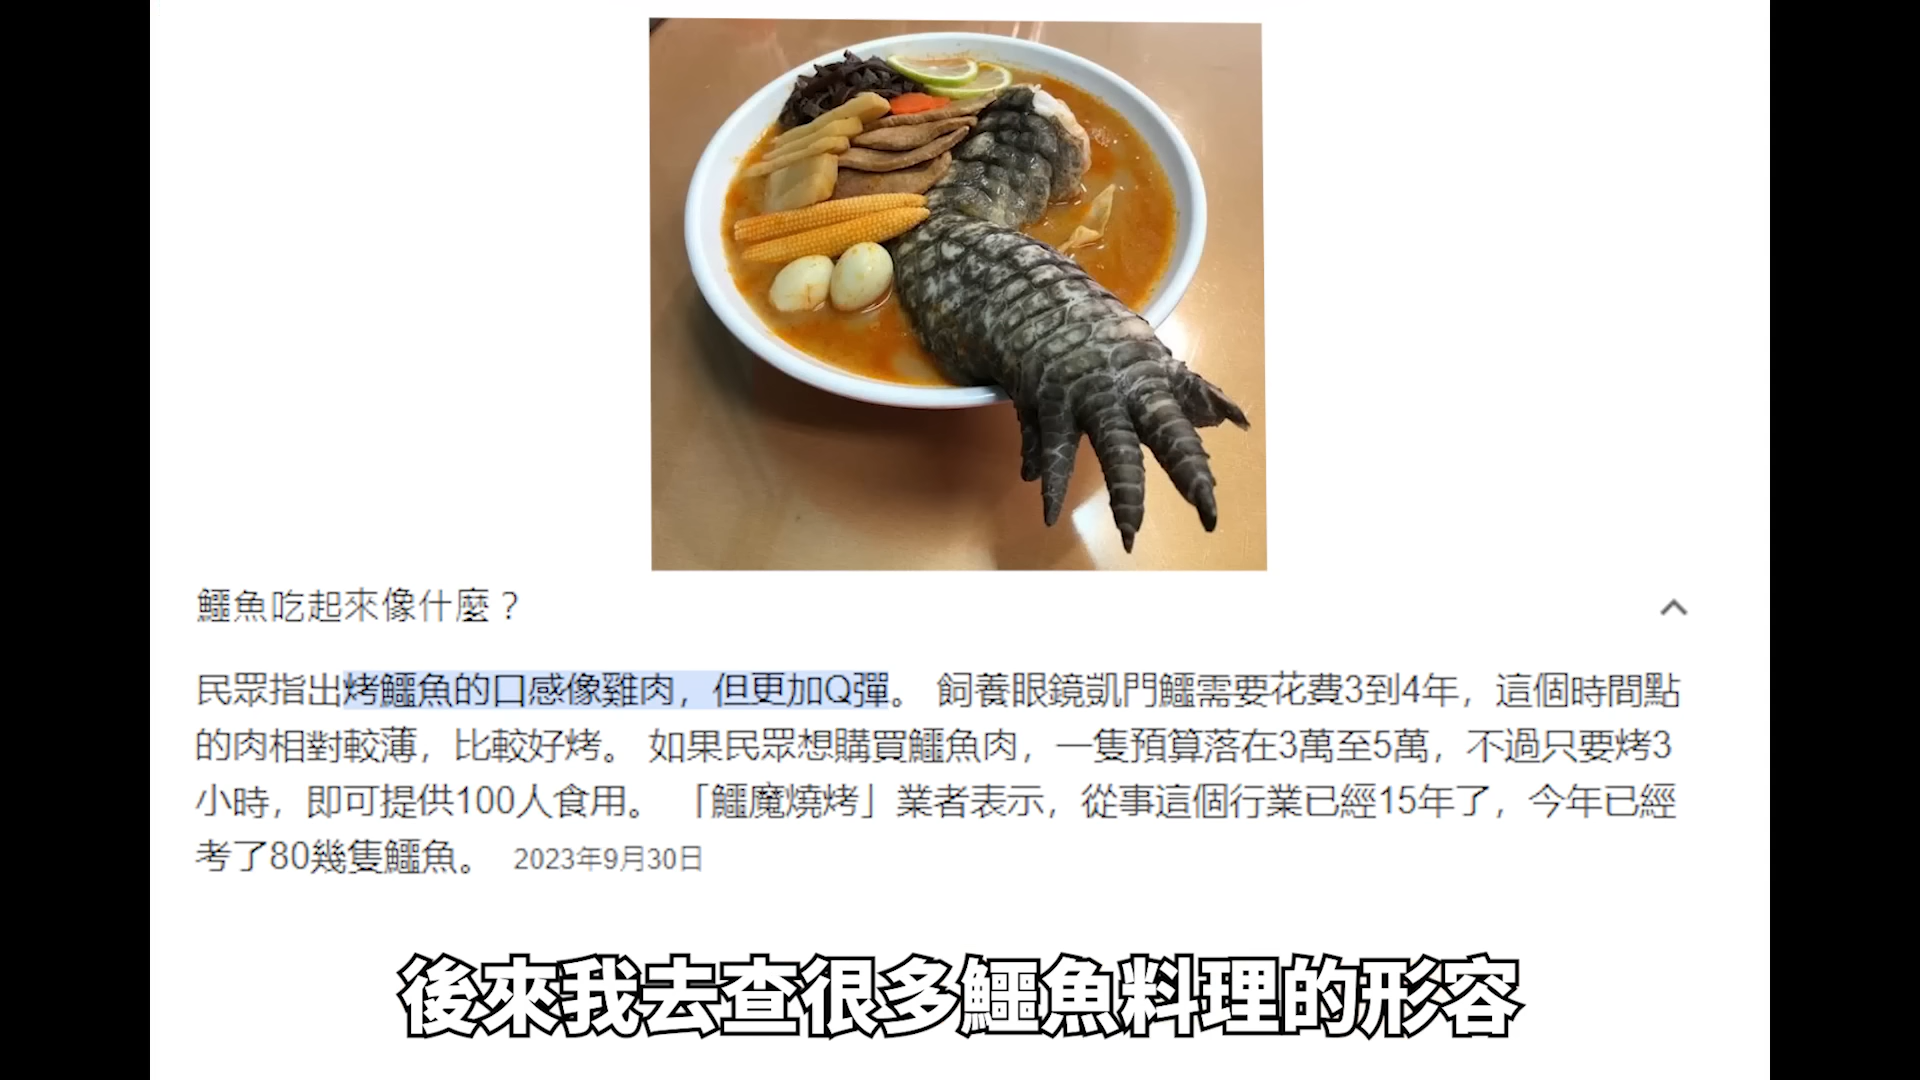 鱷魚吃起來像什麼？
民眾指出烤鱷魚的口感像雞肉，但更加Q彈。 飼養眼鏡凱門鱷需要花費3到4年，這個時間點
的肉相對較薄，比較好烤。 如果民眾想購買鱷魚肉，一隻預算落在3萬至5萬，不過只要烤3
小時，即可提供100人食用。 「鱷魔燒烤」業者表示，從事這個行業已經15年了，今年已經
考了80幾隻鱷魚。 2023年9月30日
後來我去查很多鱷魚料理的形容